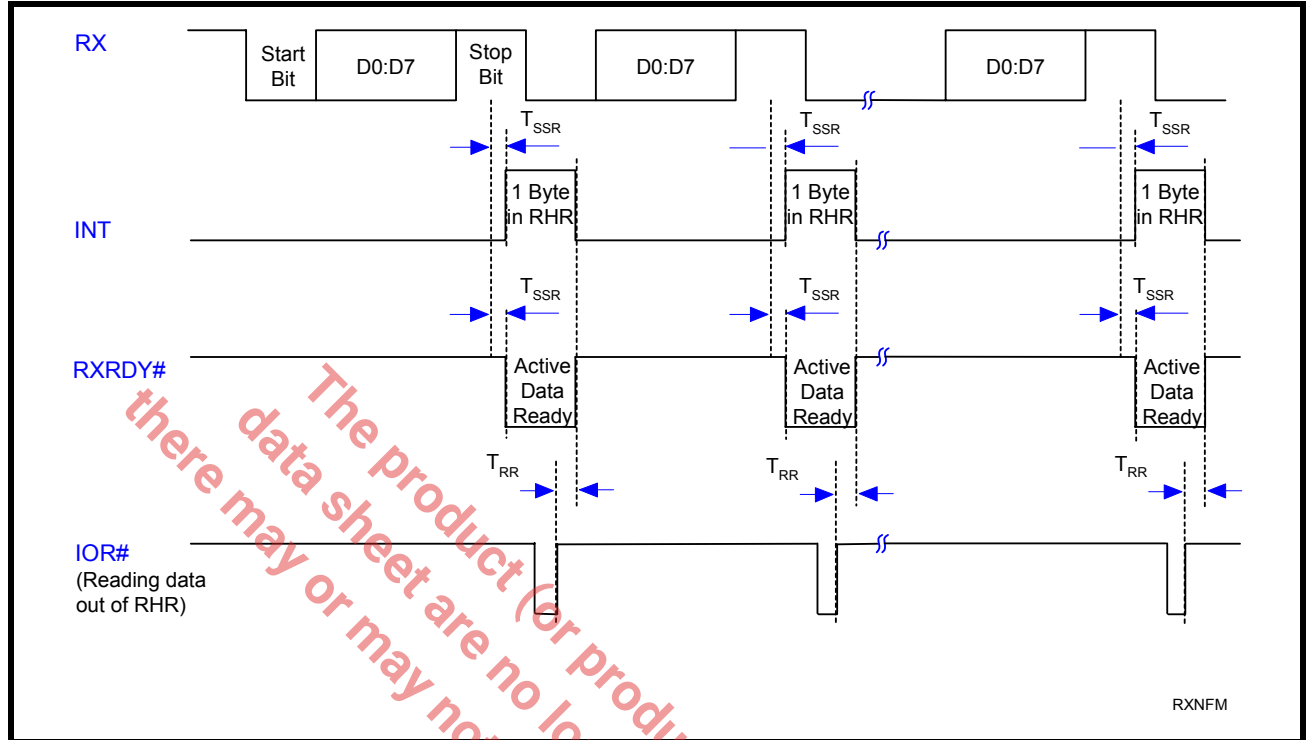 RX
Start
Bit
D0:D7
Stop
Bit
D0:D7
D0:D7
TSSR
TSSR
TSSR
INT
1 Byte
in RHR
1 Byte
in RHR
1 Byte
in RHR
TSSR
TSSR
TSSR
RXRDY#
Active
Data
Ready
Active
Data
Ready
Active
Data
Ready
TRR
TRR
TRR
IOR#
(Reading data
out of RHR)
The product (or produ
data sheet are no lo
there may or may not
RXNFM